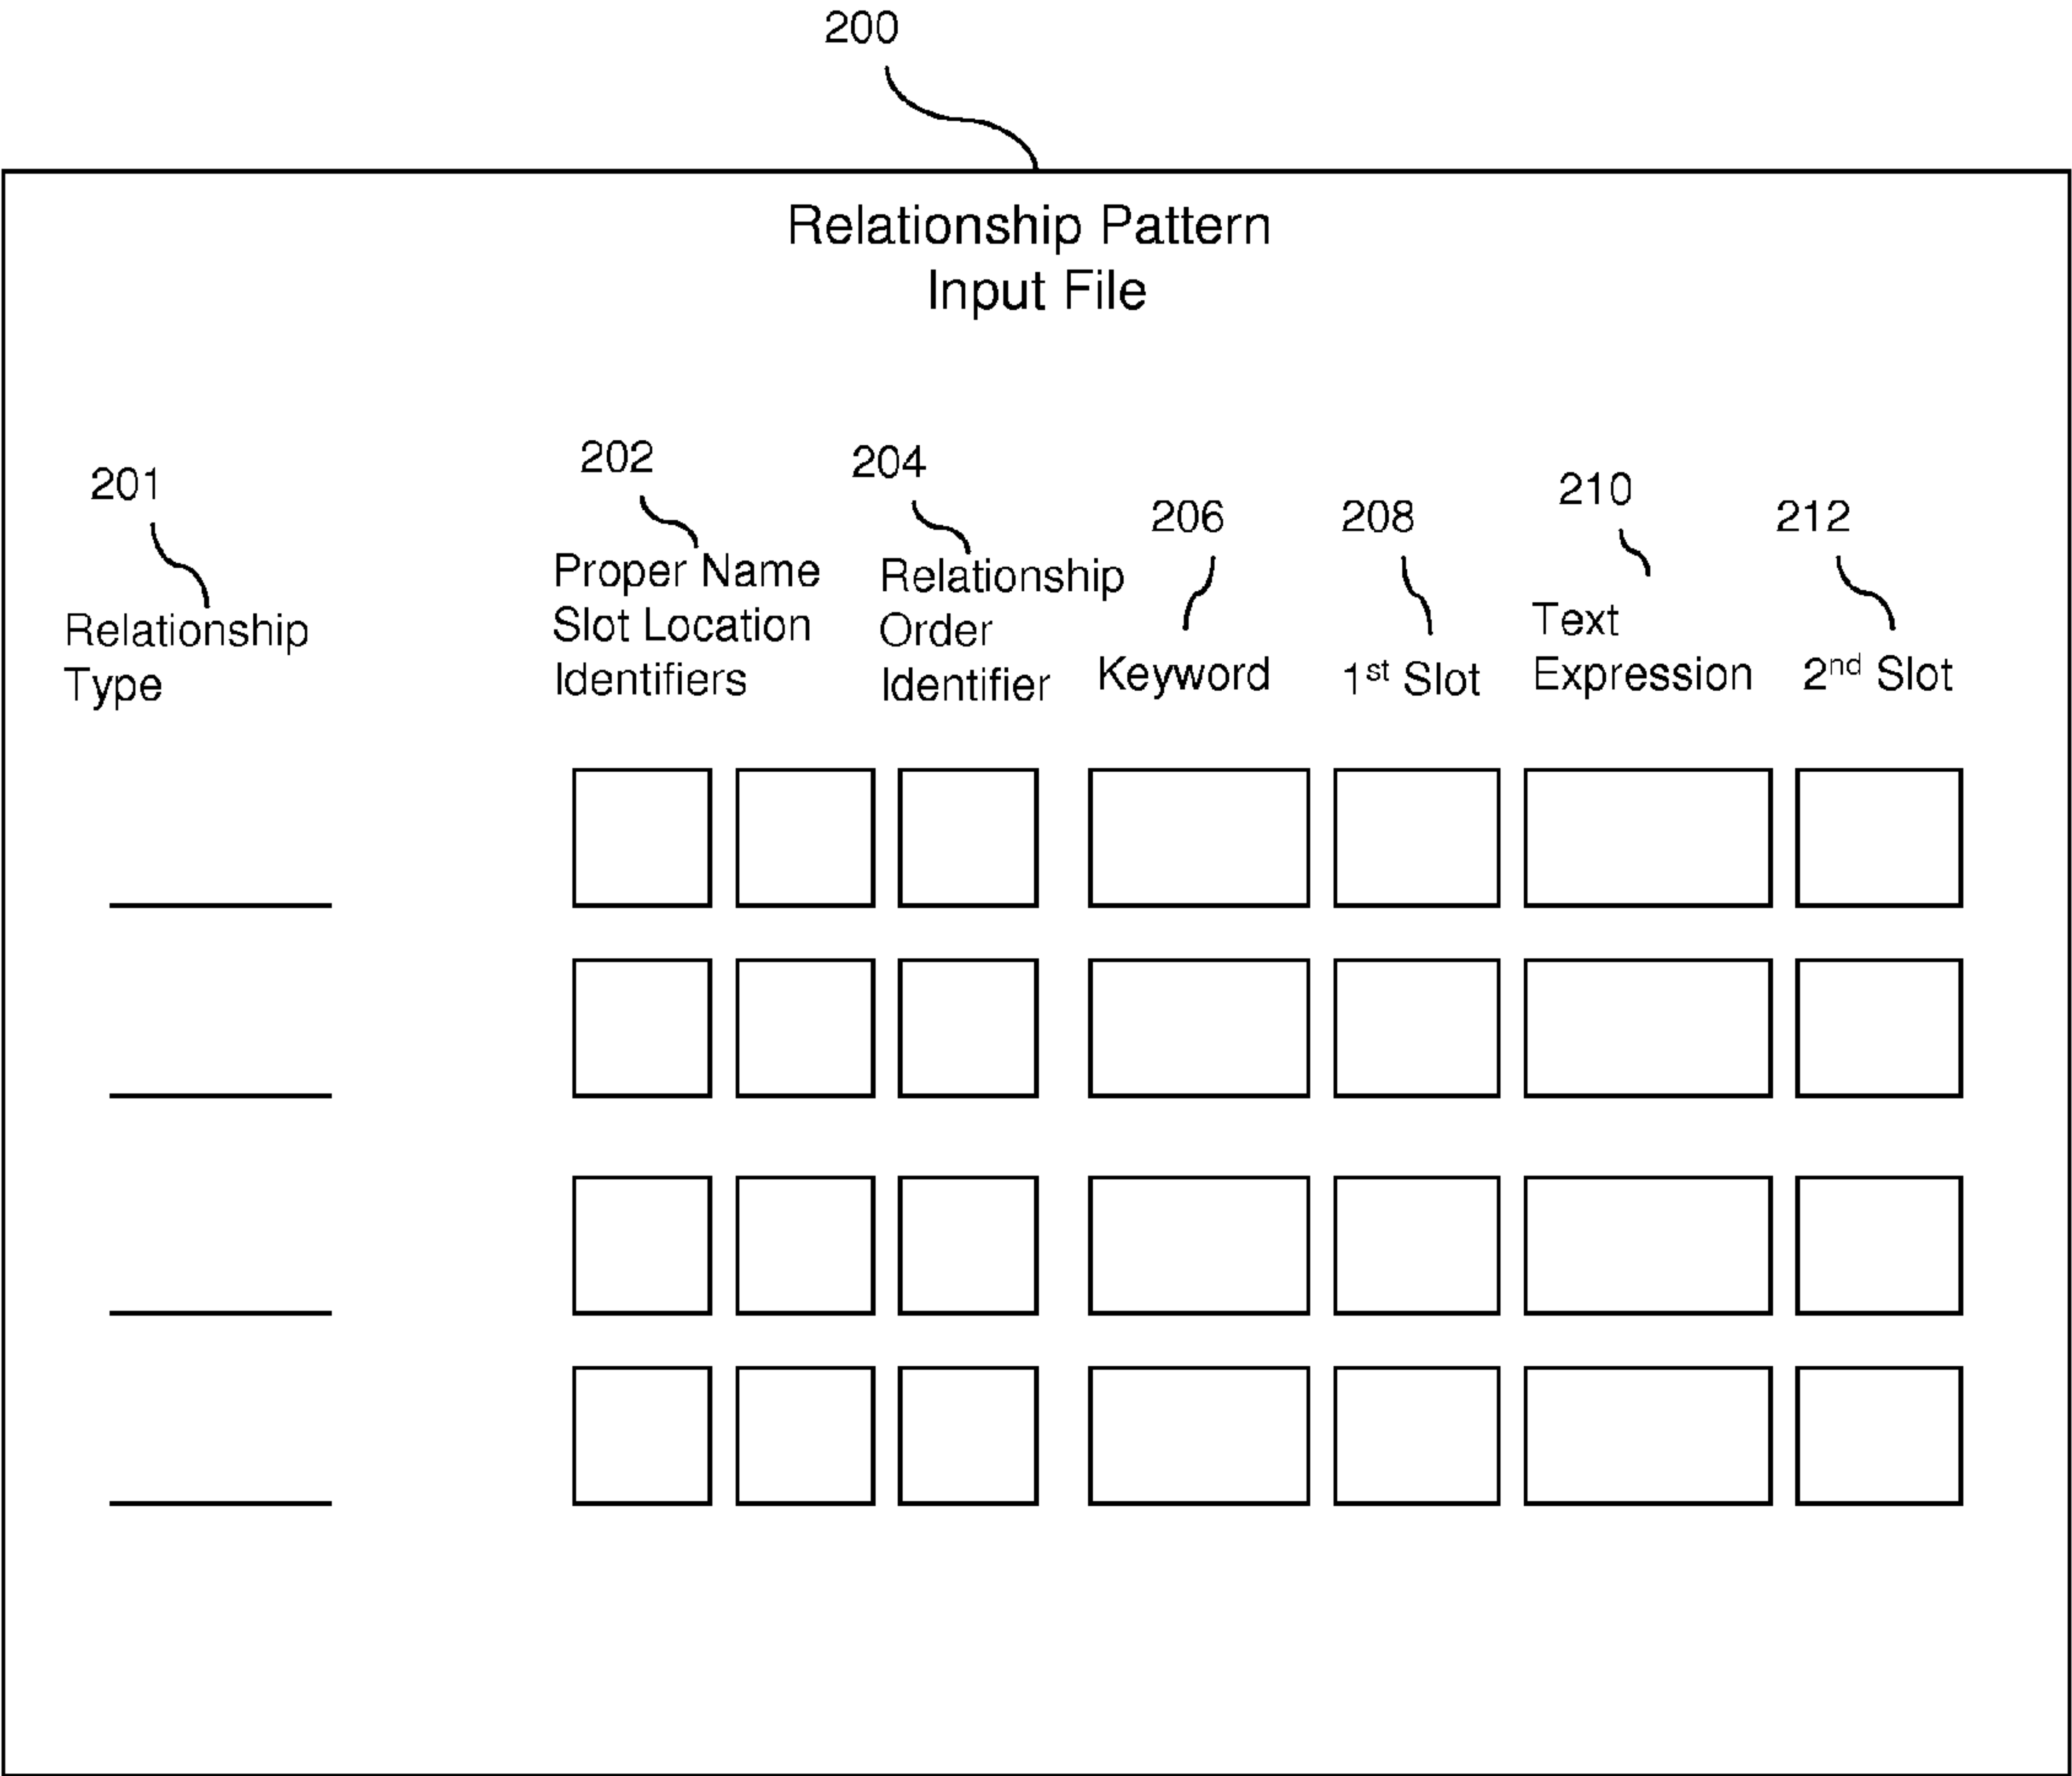 200
Relationship Pattern
Input File
201
Relationship
Type
202
Proper Name
Slot Location
Identifiers
204
Relationship
Order
Identifier
206
Keyword
208
1st Slot
210
Text
Expression
212
2nd Slot